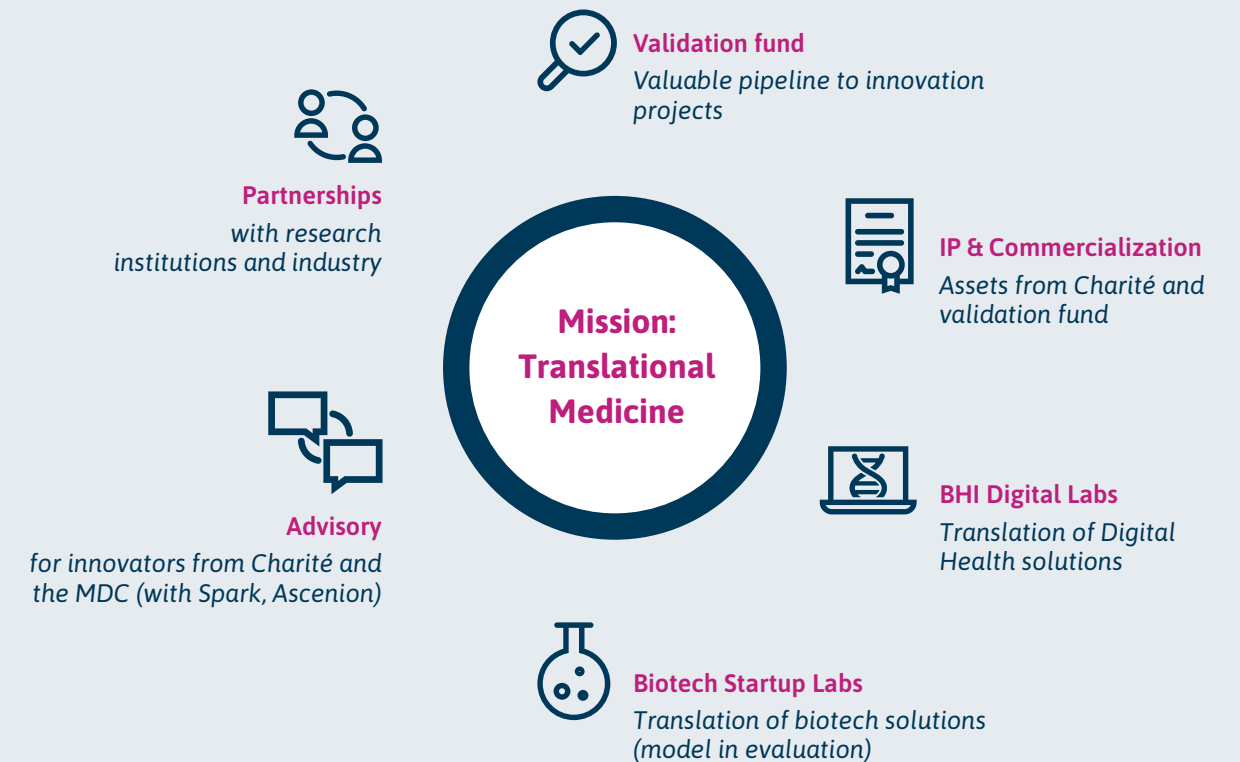 Validation fund
Valuable pipeline to innovation
projects
Partnerships
with research
institutions and industry
IP & Commercialization
Assets from Charité and
validation fund
Mission:
Translational
Medicine
BHI Digital Labs
Translation of Digital
Health solutions
Advisory
for innovators from Charité and
the MDC (with Spark, Ascenion)
Biotech Startup Labs
Translation of biotech solutions
(model in evaluation)